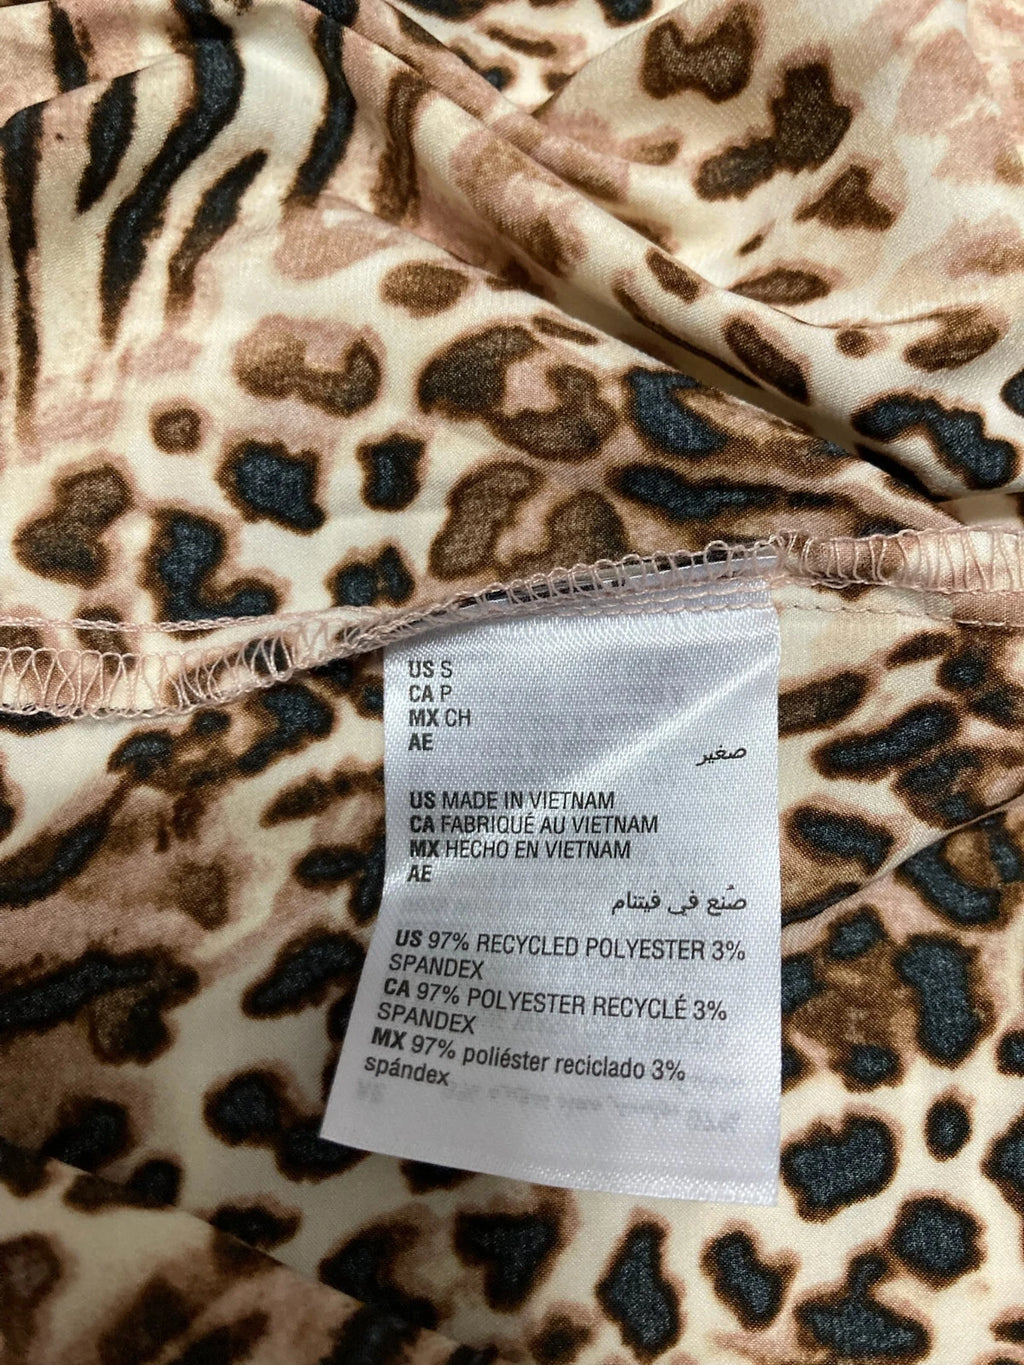 US S
CA P
MX CH
AE
صغير
US MADE IN VIETNAM
CA FABRIQUÉ AU VIETNAM
MX HECHO EN VIETNAM
AE
صُنع في فيتنام
US 97% RECYCLED POLYESTER 3%
SPANDEX
CA 97% POLYESTER RECYCLÉ 3%
SPANDEX
MX 97% poliéster reciclado 3%
spándex